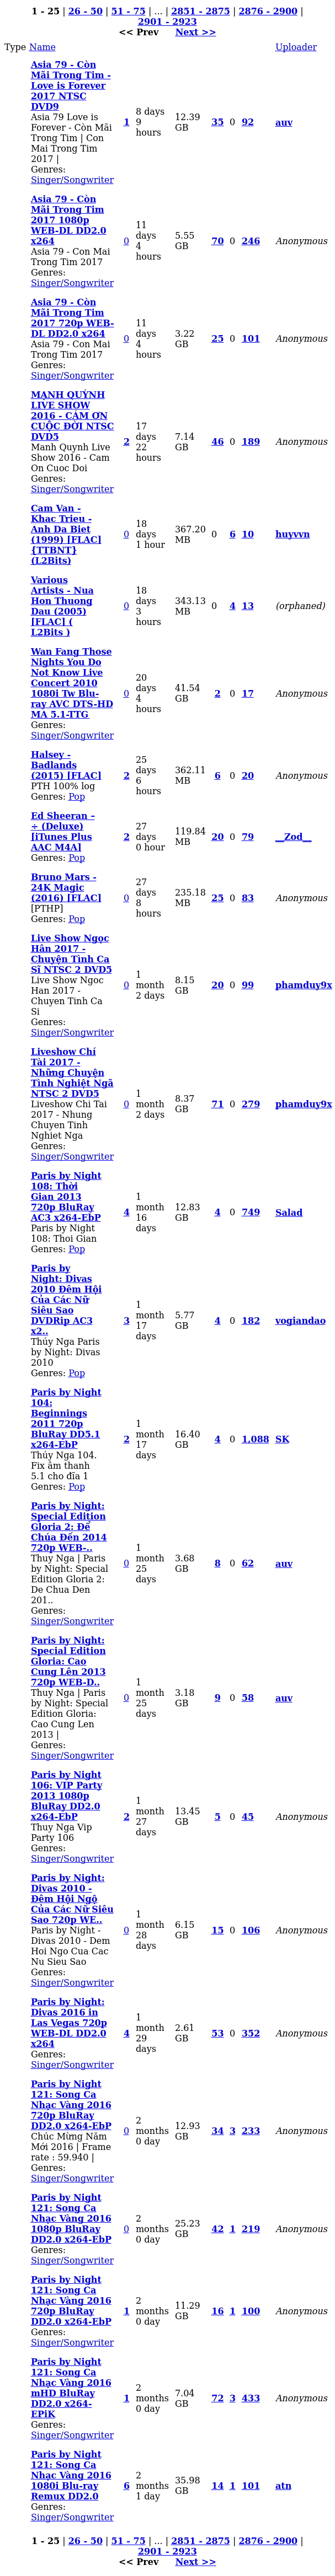 1 - 25 | 26 - 50 | 51 - 75 | ... | 2851 - 2875 | 2876 - 2900 |
2901 - 2923
<< Prev Next >>
Type Name Uploader
Asia 79 - Còn
Mãi Trong Tim -
Love is Forever
2017 NTSC
DVD9
Asia 79 Love is
Forever - Còn Mãi
Trong Tim | Con
Mai Trong Tim
2017 |
Genres:
Singer/Songwriter
1
8 days
9
hours
12.39
GB
35 0 92 auv
Asia 79 - Còn
Mãi Trong Tim
2017 1080p
WEB-DL DD2.0
x264
Asia 79 - Con Mai
Trong Tim 2017
Genres:
Singer/Songwriter
0
11
days
4
hours
5.55
GB
70 0 246 Anonymous
Asia 79 - Còn
Mãi Trong Tim
2017 720p WEB-
DL DD2.0 x264
Asia 79 - Con Mai
Trong Tim 2017
Genres:
Singer/Songwriter
0
11
days
4
hours
3.22
GB
25 0 101 Anonymous
MẠNH QUỲNH
LIVE SHOW
2016 - CẢM ƠN
CUỘC ĐỜI NTSC
DVD5
Manh Quynh Live
Show 2016 - Cam
On Cuoc Doi
Genres:
Singer/Songwriter
2
17
days
22
hours
7.14
GB
46 0 189 Anonymous
Cam Van -
Khac Trieu -
Anh Da Biet
(1999) [FLAC]
{TTBNT}
(L2Bits)
0
18
days
1 hour
367.20
MB
0 6 10 huyvvn
Various
Artists - Nua
Hon Thuong
Dau (2005)
[FLAC] (
L2Bits )
0
18
days
3
hours
343.13
MB
0 4 13 (orphaned)
Wan Fang Those
Nights You Do
Not Know Live
Concert 2010
1080i Tw Blu-
ray AVC DTS-HD
MA 5.1-TTG
Genres:
Singer/Songwriter
0
20
days
4
hours
41.54
GB
2 0 17 Anonymous
Halsey -
Badlands
(2015) [FLAC]
PTH 100% log
Genres: Pop
2
25
days
6
hours
362.11
MB
6 0 20 Anonymous
Ed Sheeran –
÷ (Deluxe)
[iTunes Plus
AAC M4A]
Genres: Pop
2
27
days
0 hour
119.84
MB
20 0 79 __Zod__
Bruno Mars -
24K Magic
(2016) [FLAC]
[PTHP]
Genres: Pop
0
27
days
8
hours
235.18
MB
25 0 83 Anonymous
Live Show Ngọc
Hân 2017 -
Chuyện Tình Ca
Sĩ NTSC 2 DVD5
Live Show Ngoc
Han 2017 -
Chuyen Tinh Ca
Si
Genres:
Singer/Songwriter
0
1
month
2 days
8.15
GB
20 0 99 phamduy9x
Liveshow Chí
Tài 2017 -
Những Chuyện
Tình Nghiệt Ngã
NTSC 2 DVD5
Liveshow Chi Tai
2017 - Nhung
Chuyen Tinh
Nghiet Nga
Genres:
Singer/Songwriter
0
1
month
2 days
8.37
GB
71 0 279 phamduy9x
Paris by Night
108: Thời
Gian 2013
720p BluRay
AC3 x264-EbP
Paris by Night
108: Thoi Gian
Genres: Pop
4
1
month
16
days
12.83
GB
4 0 749 Salad
Paris by
Night: Divas
2010 Đêm Hội
Của Các Nữ
Siêu Sao
DVDRip AC3
x2..
Thúy Nga Paris
by Night: Divas
2010
Genres: Pop
3
1
month
17
days
5.77
GB
4 0 182 vogiandao
Paris by Night
104:
Beginnings
2011 720p
BluRay DD5.1
x264-EbP
Thúy Nga 104.
Fix âm thanh
5.1 cho đĩa 1
Genres: Pop
2
1
month
17
days
16.40
GB
4 0 1,088 SK
Paris by Night:
Special Edition
Gloria 2: Để
Chúa Đến 2014
720p WEB-..
Thuy Nga | Paris
by Night: Special
Edition Gloria 2:
De Chua Den
201..
Genres:
Singer/Songwriter
0
1
month
25
days
3.68
GB
8 0 62 auv
Paris by Night:
Special Edition
Gloria: Cao
Cung Lên 2013
720p WEB-D..
Thuy Nga | Paris
by Night: Special
Edition Gloria:
Cao Cung Len
2013 |
Genres:
Singer/Songwriter
0
1
month
25
days
3.18
GB
9 0 58 auv
Paris by Night
106: VIP Party
2013 1080p
BluRay DD2.0
x264-EbP
Thuy Nga Vip
Party 106
Genres:
Singer/Songwriter
2
1
month
27
days
13.45
GB
5 0 45 Anonymous
Paris by Night:
Divas 2010 -
Đêm Hội Ngộ
Của Các Nữ Siêu
Sao 720p WE..
Paris by Night -
Divas 2010 - Dem
Hoi Ngo Cua Cac
Nu Sieu Sao
Genres:
Singer/Songwriter
0
1
month
28
days
6.15
GB
15 0 106 Anonymous
Paris by Night:
Divas 2016 in
Las Vegas 720p
WEB-DL DD2.0
x264
Genres:
Singer/Songwriter
4
1
month
29
days
2.61
GB
53 0 352 Anonymous
Paris by Night
121: Song Ca
Nhạc Vàng 2016
720p BluRay
DD2.0 x264-EbP
Chúc Mừng Năm
Mới 2016 | Frame
rate : 59.940 |
Genres:
Singer/Songwriter
0
2
months
0 day
12.93
GB
34 3 233 Anonymous
Paris by Night
121: Song Ca
Nhạc Vàng 2016
1080p BluRay
DD2.0 x264-EbP
Genres:
Singer/Songwriter
0
2
months
0 day
25.23
GB
42 1 219 Anonymous
Paris by Night
121: Song Ca
Nhạc Vàng 2016
720p BluRay
DD2.0 x264-EbP
Genres:
Singer/Songwriter
1
2
months
0 day
11.29
GB
16 1 100 Anonymous
Paris by Night
121: Song Ca
Nhạc Vàng 2016
mHD BluRay
DD2.0 x264-
EPiK
Genres:
Singer/Songwriter
1
2
months
0 day
7.04
GB
72 3 433 Anonymous
Paris by Night
121: Song Ca
Nhạc Vàng 2016
1080i Blu-ray
Remux DD2.0
Genres:
Singer/Songwriter
6
2
months
1 day
35.98
GB
14 1 101 atn
1 - 25 | 26 - 50 | 51 - 75 | ... | 2851 - 2875 | 2876 - 2900 |
2901 - 2923
<< Prev Next >>